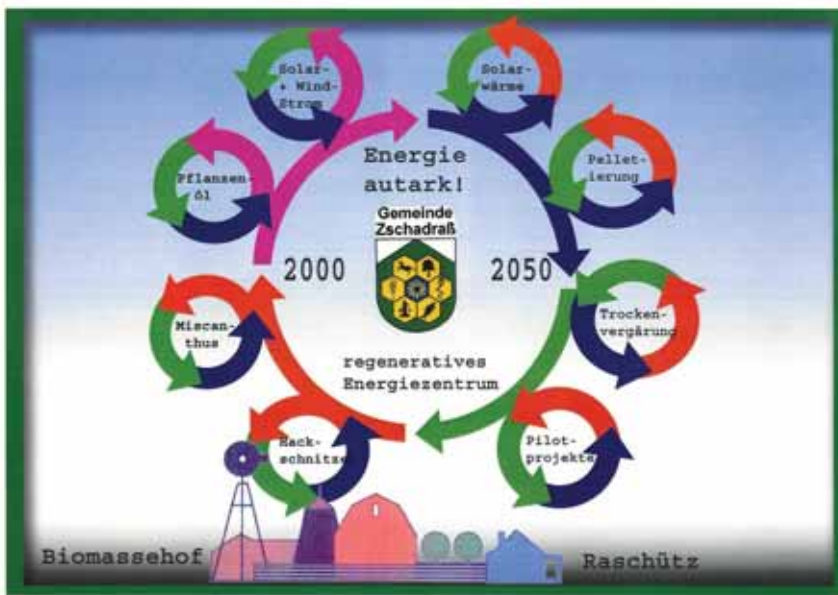 Solar-
+ Wind-
Strom
Solar-
wärme
Pflanzen-
öl
Pellet-
ierung
Energie
autark!
Gemeinde
Zschadraß
2000
2050
Miscan-
thus
Trocken-
vergärung
regeneratives
Energiezentrum
Hack-
schnitze
Pilot-
projekte
Biomassehof
Raschütz